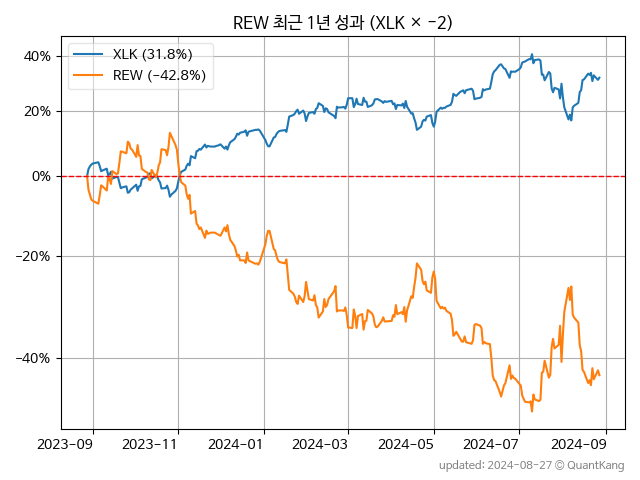 REW 최근 1년 성과 (XLK × −2)
XLK (31.8%)
REW (−42.8%)
40%
20%
0%
−20%
−40%
2023-09 2023-11 2024-01 2024-03 2024-05 2024-07 2024-09
updated: 2024-08-27 © QuantKang